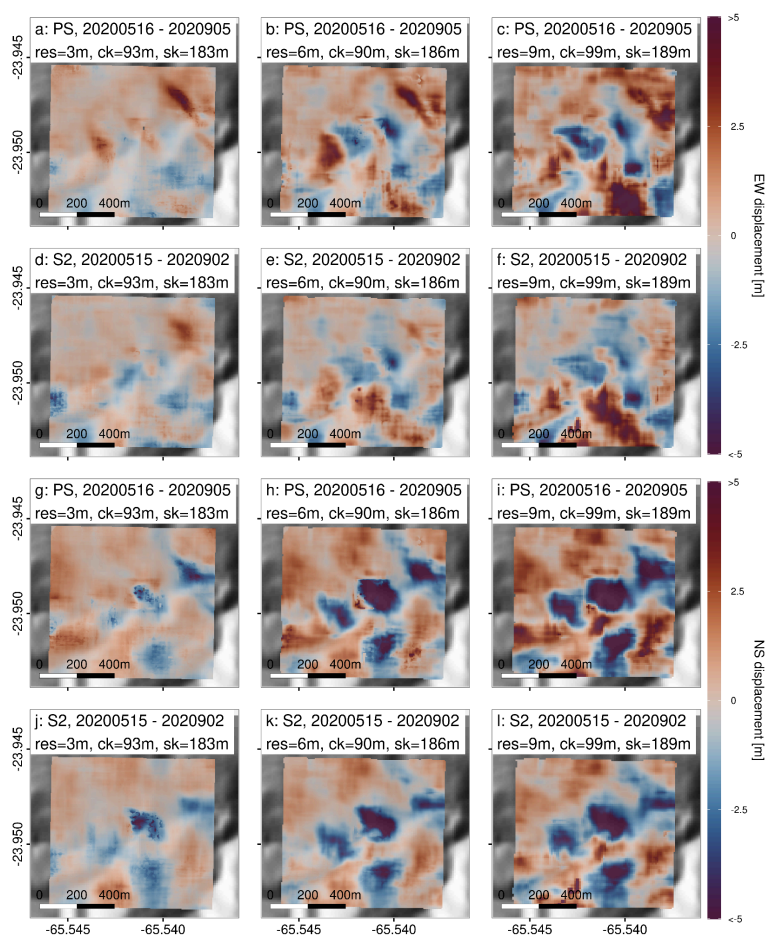 a: PS, 20200516 - 2020905
res=3m, ck=93m, sk=183m
b: PS, 20200516 - 2020905
res=6m, ck=90m, sk=186m
c: PS, 20200516 - 2020905
res=9m, ck=99m, sk=189m
-23.945
-23.950
0 200 400m
0 200 400m
0 200 400m
d: S2, 20200515 - 2020902
res=3m, ck=93m, sk=183m
e: S2, 20200515 - 2020902
res=6m, ck=90m, sk=186m
f: S2, 20200515 - 2020902
res=9m, ck=99m, sk=189m
-23.945
-23.950
0 200 400m
0 200 400m
0 200 400m
>5
2.5
0
-2.5
<-5
EW displacement [m]
g: PS, 20200516 - 2020905
res=3m, ck=93m, sk=183m
h: PS, 20200516 - 2020905
res=6m, ck=90m, sk=186m
i: PS, 20200516 - 2020905
res=9m, ck=99m, sk=189m
-23.945
-23.950
0 200 400m
0 200 400m
0 200 400m
j: S2, 20200515 - 2020902
res=3m, ck=93m, sk=183m
k: S2, 20200515 - 2020902
res=6m, ck=90m, sk=186m
l: S2, 20200515 - 2020902
res=9m, ck=99m, sk=189m
-23.945
-23.950
0 200 400m
0 200 400m
0 200 400m
-65.545 -65.540
-65.545 -65.540
-65.545 -65.540
>5
2.5
0
-2.5
<-5
NS displacement [m]